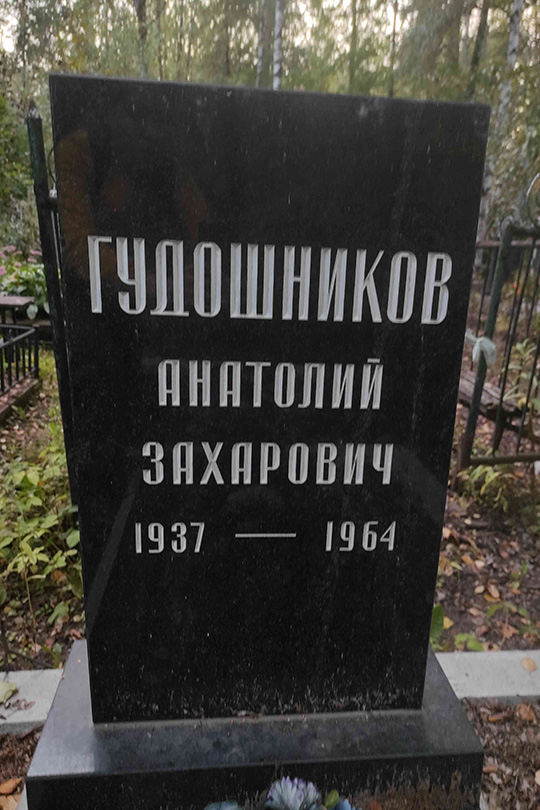 ГУДОШНИКОВ
АНАТОЛИЙ
ЗАХАРОВИЧ
1937 — 1964